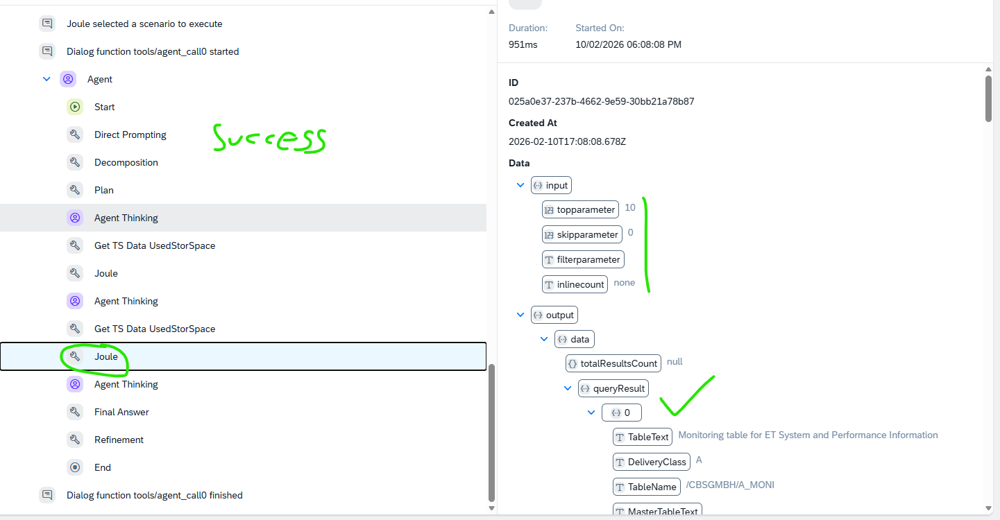 Joule selected a scenario to execute
Dialog function tools/agent_call0 started
Agent
Start
Direct Prompting
Success
Decomposition
Plan
Agent Thinking
Get TS Data UsedStorSpace
Joule
Agent Thinking
Get TS Data UsedStorSpace
Joule
Agent Thinking
Final Answer
Refinement
End
Dialog function tools/agent_call0 finished
Duration: Started On:
951ms 10/02/2026 06:08:08 PM
ID
025a0e37-237b-4662-9e59-30bb21a78b87
Created At
2026-02-10T17:08:08.678Z
Data
input
topparameter 10
skipparameter 0
filterparameter
inlinecount none
output
data
totalResultsCount null
queryResult
0
TableText Monitoring table for ET System and Performance Information
DeliveryClass A
TableName /CBSGMBH/A_MONI
MasterTableText